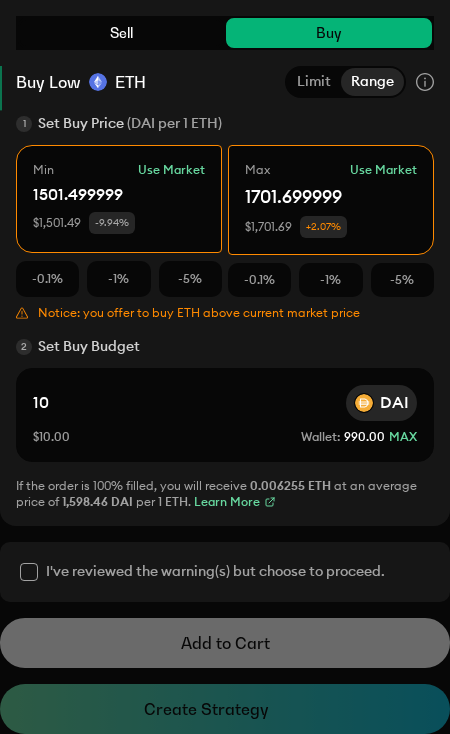 Sell Buy
Buy Low ETH Limit Range
1 Set Buy Price (DAI per 1 ETH)
Min Use Market Max Use Market
1501.499999 1701.699999
$1,501.49 -9.94% $1,701.69 +2.07%
-0.1% -1% -5% -0.1% -1% -5%
Notice: you offer to buy ETH above current market price
2 Set Buy Budget
10 DAI
$10.00 Wallet: 990.00 MAX
If the order is 100% filled, you will receive 0.006255 ETH at an average
price of 1,598.46 DAI per 1 ETH. Learn More
I've reviewed the warning(s) but choose to proceed.
Add to Cart
Create Strategy